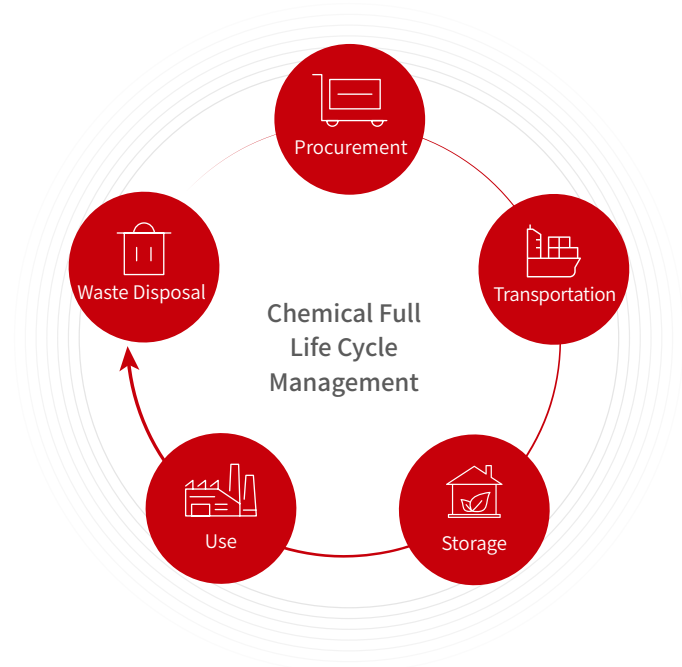 Procurement
Transportation
Storage
Use
Waste Disposal
Chemical Full
Life Cycle
Management